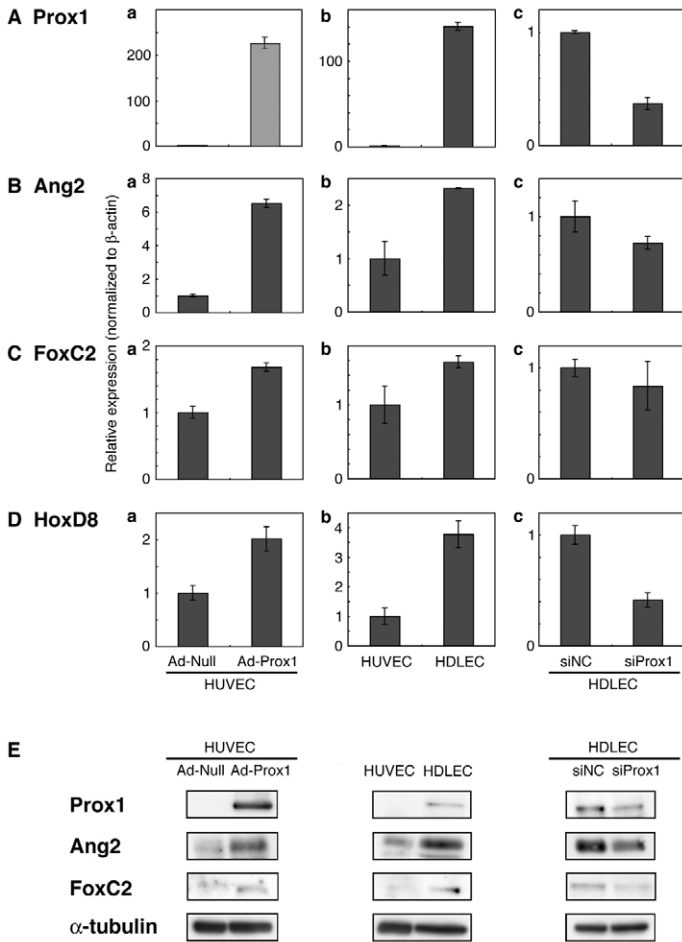 A Prox1
a
200
100
0
b
100
0
c
1
0
B Ang2
a
8
6
4
2
0
b
2
1
0
c
1
0
C FoxC2
a
2
1
0
b
1
0
c
1
0
D HoxD8
a
2
1
0
b
4
3
2
1
0
c
1
0
Relative expression (normalized to β-actin)
Ad-Null Ad-Prox1
HUVEC
HUVEC HDLEC
siNC siProx1
HDLEC
E
HUVEC
Ad-Null Ad-Prox1
HUVEC HDLEC
HDLEC
siNC siProx1
Prox1
Ang2
FoxC2
α-tubulin